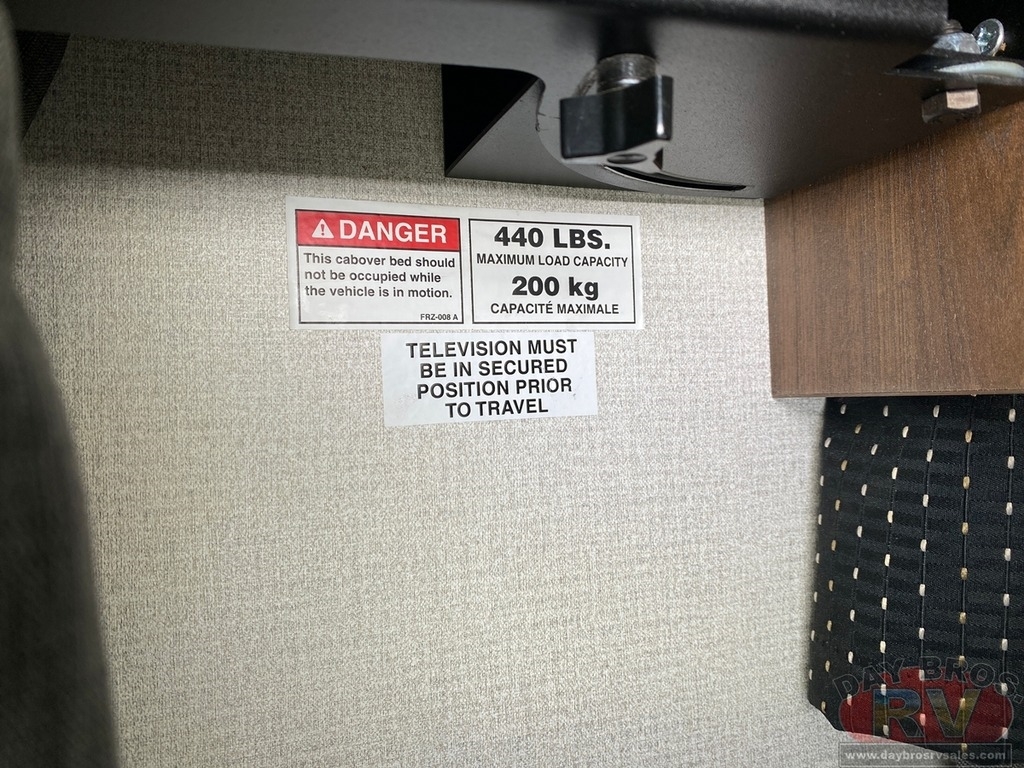 DANGER
This cabover bed should
not be occupied while
the vehicle is in motion.
FRZ-008 A
440 LBS.
MAXIMUM LOAD CAPACITY
200 kg
CAPACITÉ MAXIMALE
TELEVISION MUST
BE IN SECURED
POSITION PRIOR
TO TRAVEL
DAY BROS.
RV
www.daybrosrvsales.com